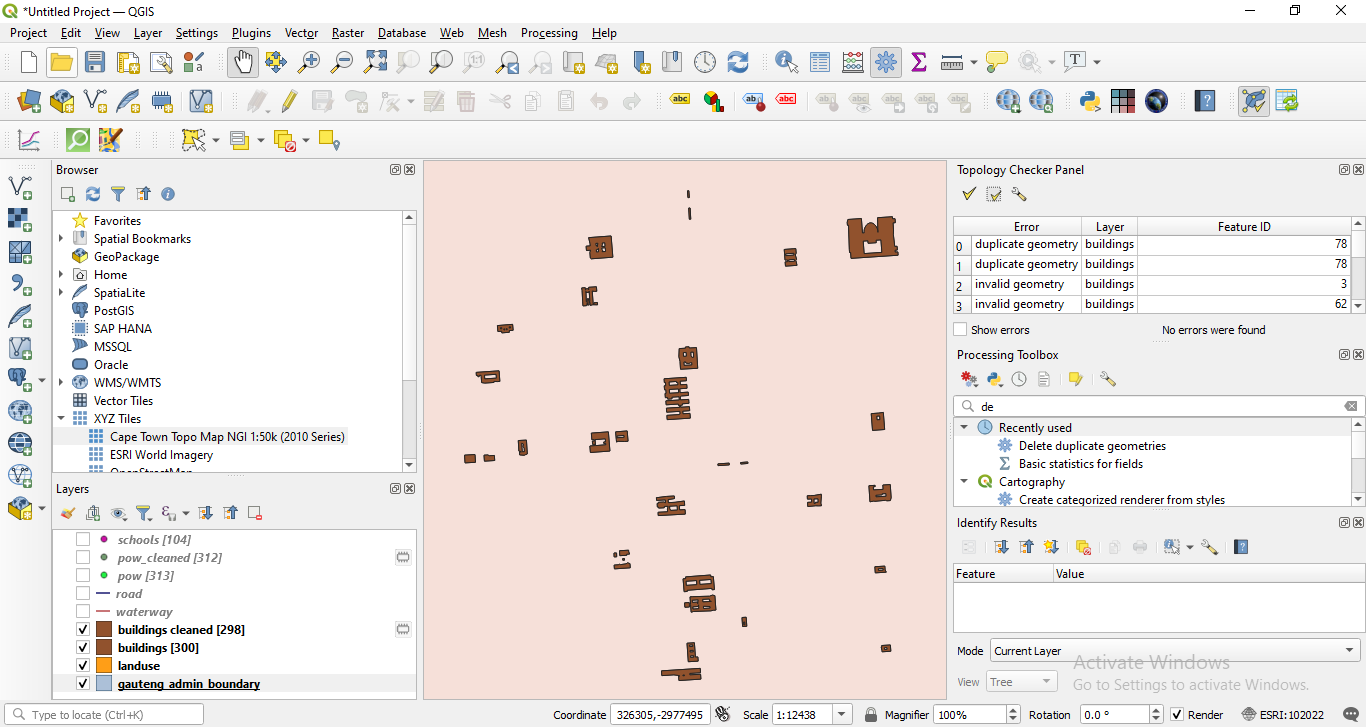 *Untitled Project — QGIS
Project Edit View Layer Settings Plugins Vector Raster Database Web Mesh Processing Help
Browser
Favorites
Spatial Bookmarks
GeoPackage
Home
SpatiaLite
PostGIS
SAP HANA
MSSQL
Oracle
WMS/WMTS
Vector Tiles
XYZ Tiles
Cape Town Topo Map NGI 1:50k (2010 Series)
ESRI World Imagery
OpenStreetMap
Layers
schools [104]
pow_cleaned [312]
pow [313]
road
waterway
buildings cleaned [298]
buildings [300]
landuse
gauteng_admin_boundary
Topology Checker Panel
Error Layer Feature ID
0 duplicate geometry buildings 78
1 duplicate geometry buildings 78
2 invalid geometry buildings 3
3 invalid geometry buildings 62
Show errors No errors were found
Processing Toolbox
de
Recently used
Delete duplicate geometries
Basic statistics for fields
Cartography
Create categorized renderer from styles
Identify Results
Feature Value
Mode Current Layer
View Tree
Activate Windows
Go to Settings to activate Windows.
Type to locate (Ctrl+K) Coordinate 326305,-2977495 Scale 1:12438 Magnifier 100% Rotation 0.0 ° Render ESRI:102022